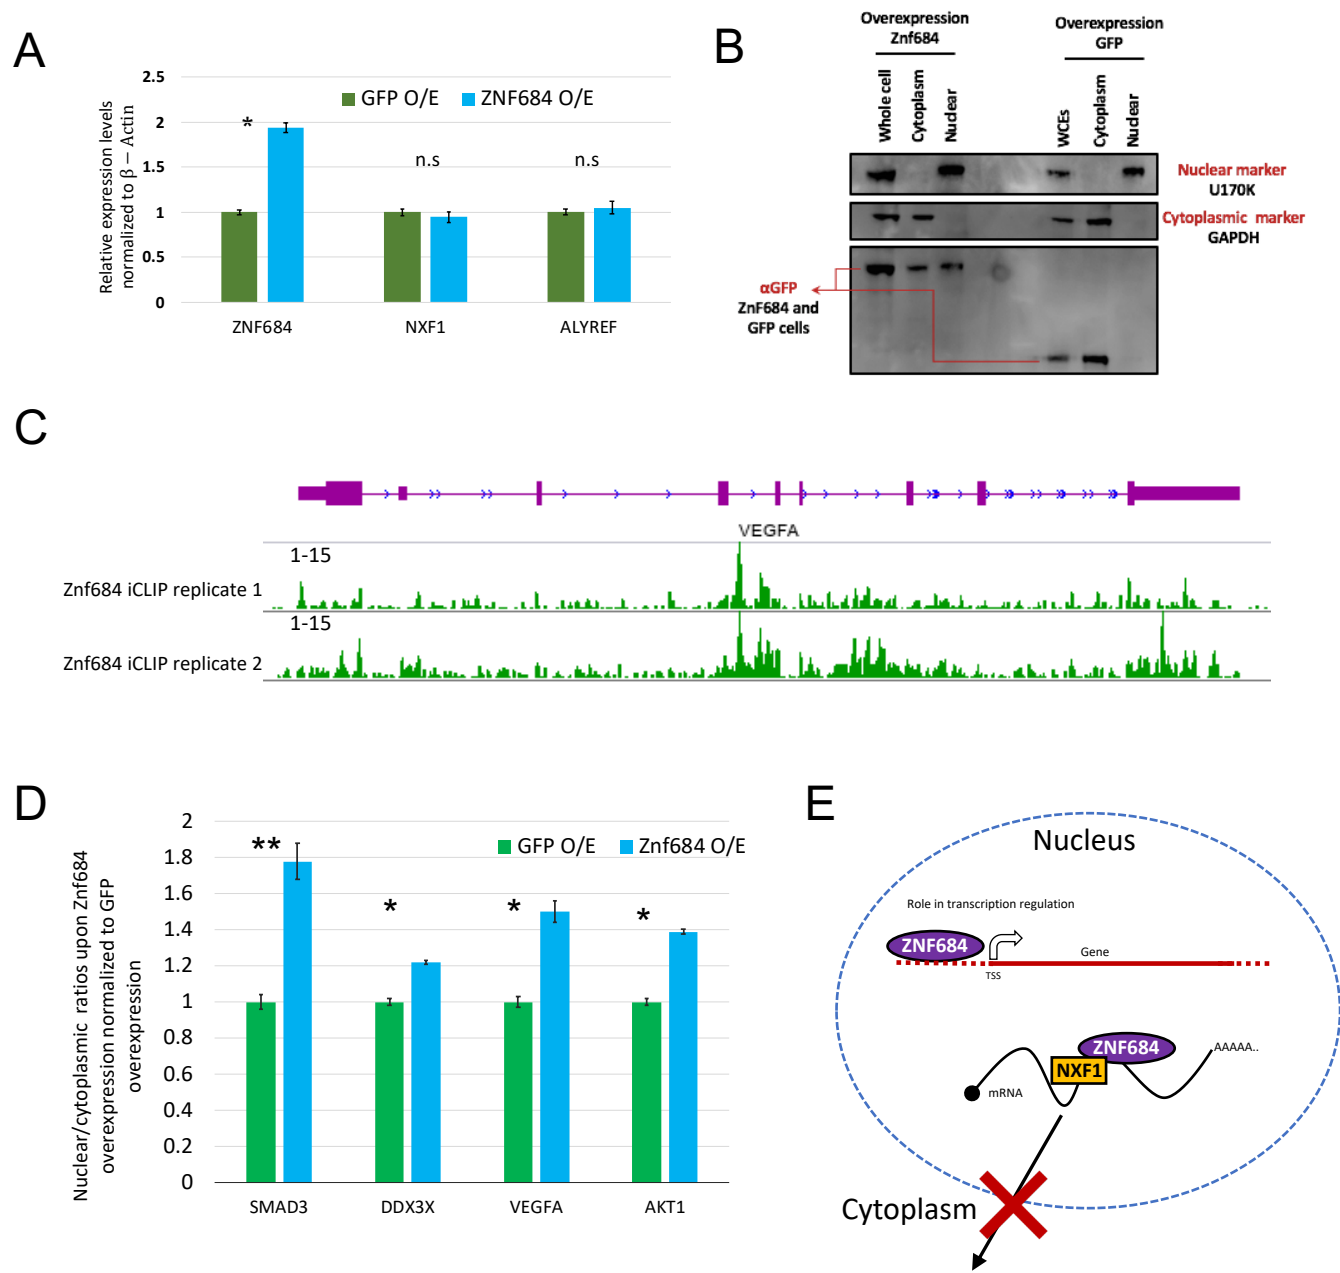 A
Relative expression levels
normalized to β − Actin
2.5
2
1.5
1
0.5
0
GFP O/E
ZNF684 O/E
*
n.s
n.s
ZNF684
NXF1
ALYREF
B
Overexpression
Znf684
Overexpression
GFP
Whole cell
Cytoplasm
Nuclear
WCEs
Cytoplasm
Nuclear
Nuclear marker
U170K
Cytoplasmic marker
GAPDH
αGFP
ZnF684 and
GFP cells
C
VEGFA
1-15
Znf684 iCLIP replicate 1
1-15
Znf684 iCLIP replicate 2
D
Nuclear/cytoplasmic ratios upon Znf684
overexpression normalized to GFP
overexpression
2
1.8
1.6
1.4
1.2
1
0.8
0.6
0.4
0.2
0
GFP O/E
Znf684 O/E
**
*
*
*
SMAD3
DDX3X
VEGFA
AKT1
E
Nucleus
Role in transcription regulation
ZNF684
TSS
Gene
ZNF684
NXF1
AAAAA..
mRNA
Cytoplasm